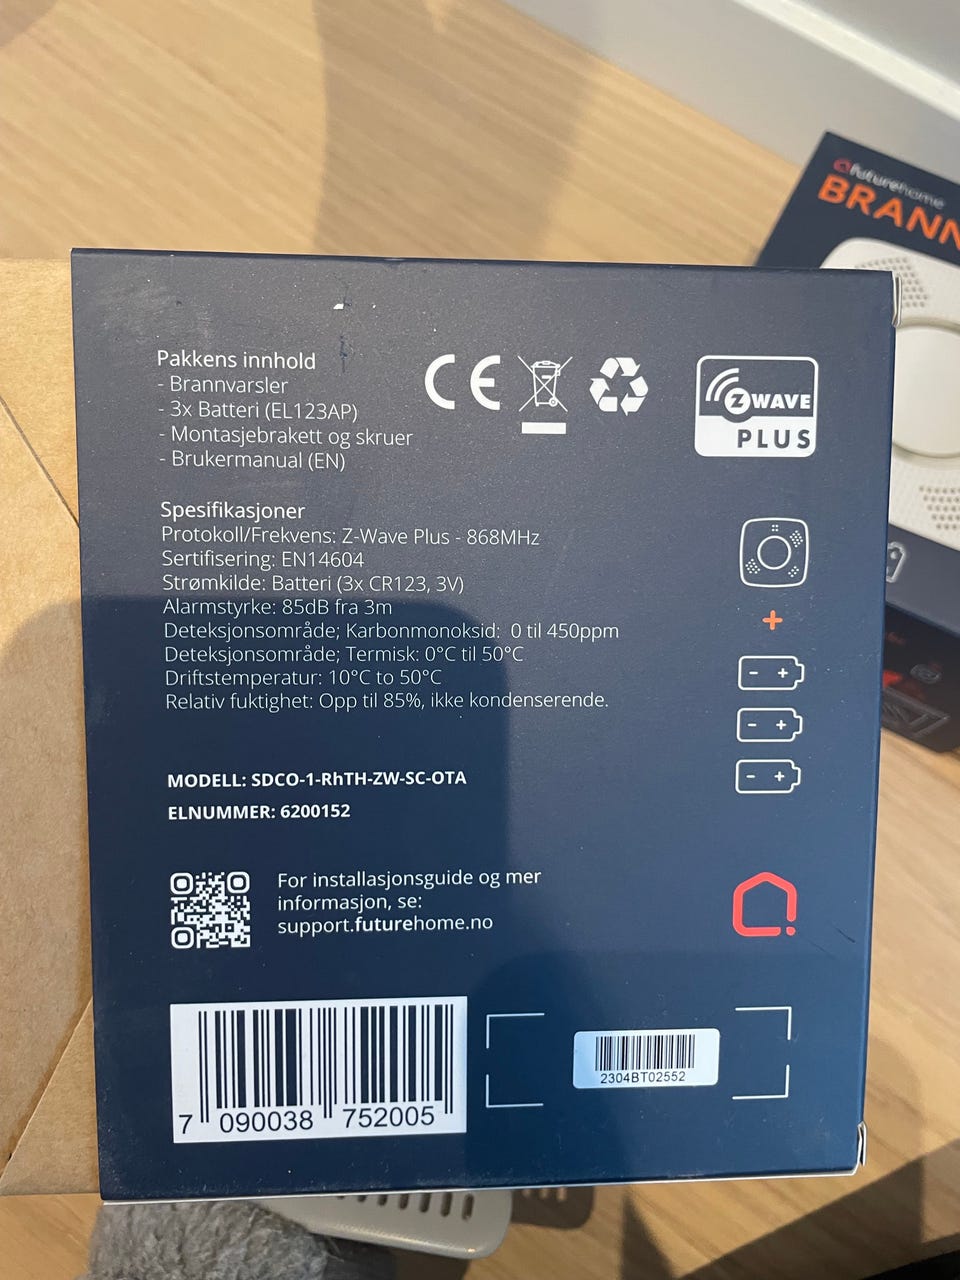 futurehome
BRANN
Pakkens innhold
- Brannvarsler
- 3x Batteri (EL123AP)
- Montasjebrakett og skruer
- Brukermanual (EN)
Z WAVE
PLUS
Spesifikasjoner
Protokoll/Frekvens: Z-Wave Plus - 868MHz
Sertifisering: EN14604
Strømkilde: Batteri (3x CR123, 3V)
Alarmstyrke: 85dB fra 3m
Deteksjonsområde; Karbonmonoksid: 0 til 450ppm
Deteksjonsområde; Termisk: 0°C til 50°C
Driftstemperatur: 10°C to 50°C
Relativ fuktighet: Opp til 85%, ikke kondenserende.
MODELL: SDCO-1-RhTH-ZW-SC-OTA
ELNUMMER: 6200152
For installasjonsguide og mer
informasjon, se:
support.futurehome.no
7 090038 752005
2304BT02552